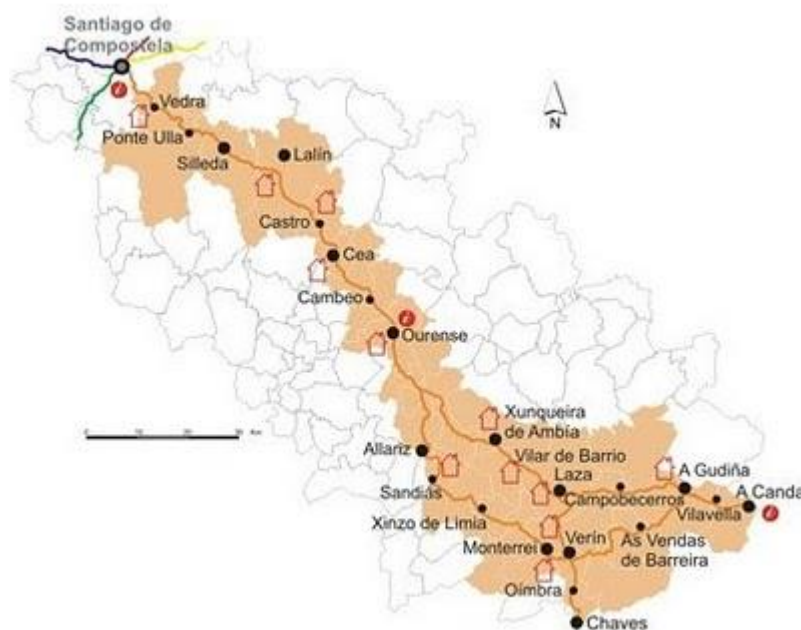 Santiago de
Compostela
Vedra
Ponte Ulla
Silleda
Lalín
N
Castro
Cea
Cambeo
Ourense
Xunqueira
de Ambía
Allariz
Vilar de Barrio
Laza
A Gudiña
A Canda
Sandiás
Campobecerros
Vilavella
Xinzo de Limia
Monterrei
Verín
As Vendas
de Barreira
Oimbra
Chaves